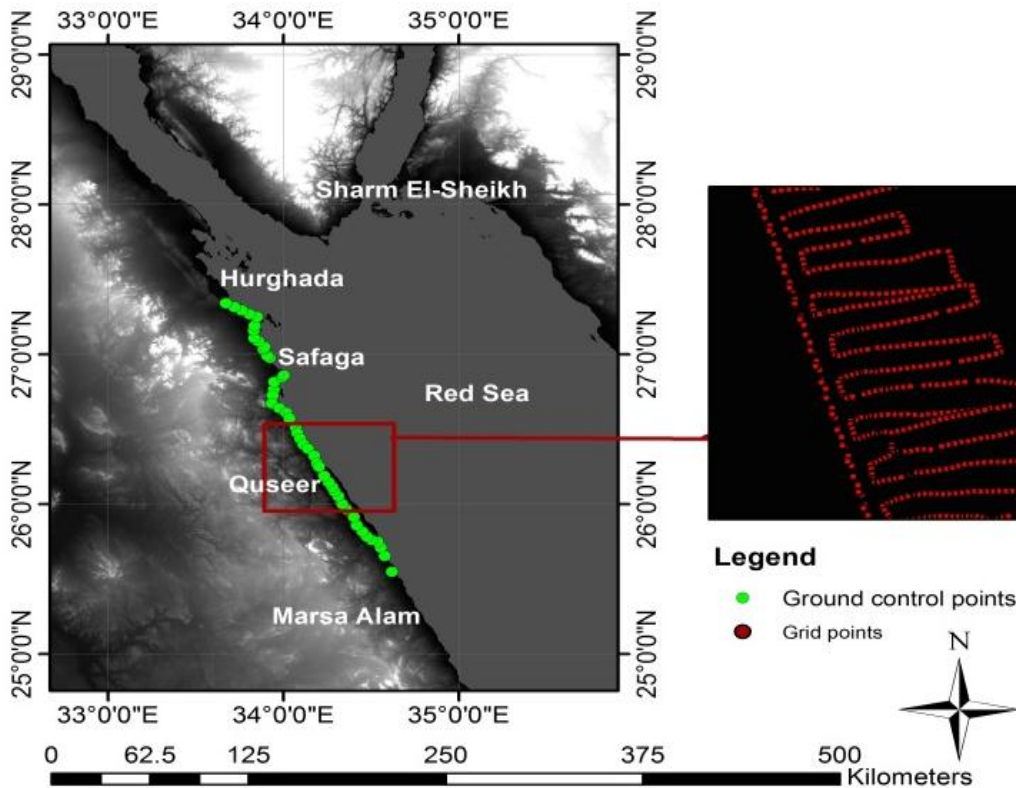 33°0'0"E 34°0'0"E 35°0'0"E
29°0'0"N 29°0'0"N
Sharm El-Sheikh
28°0'0"N 28°0'0"N
Hurghada
27°0'0"N 27°0'0"N
Safaga
Red Sea
Quseer
26°0'0"N 26°0'0"N
Marsa Alam
25°0'0"N 25°0'0"N
33°0'0"E 34°0'0"E 35°0'0"E
Legend
Ground control points
Grid points
N
0 62.5 125 250 375 500
Kilometers